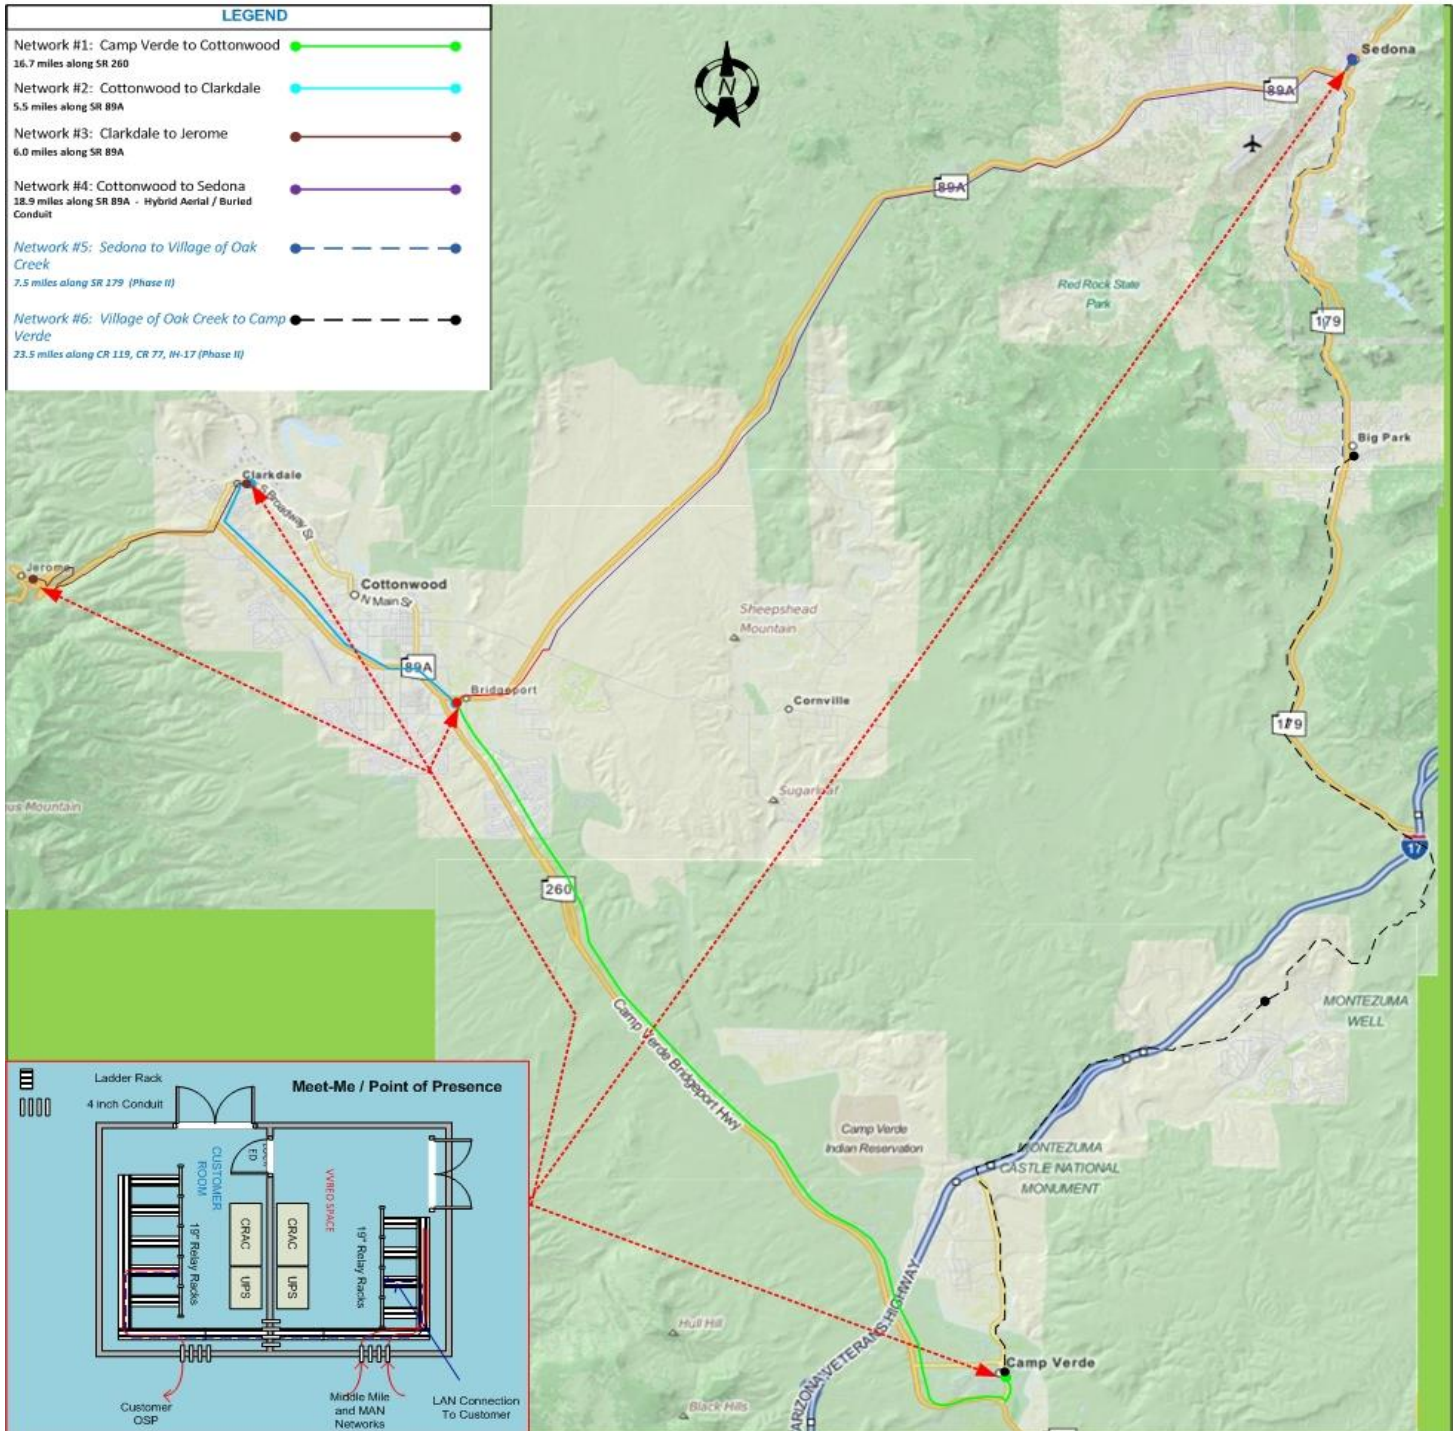 LEGEND
Network #1: Camp Verde to Cottonwood
16.7 miles along SR 260
Network #2: Cottonwood to Clarkdale
5.5 miles along SR 89A
Network #3: Clarkdale to Jerome
6.0 miles along SR 89A
Network #4: Cottonwood to Sedona
18.9 miles along SR 89A - Hybrid Aerial / Buried
Conduit
Network #5: Sedona to Village of Oak
Creek
7.5 miles along SR 179 (Phase II)
Network #6: Village of Oak Creek to Camp
Verde
23.5 miles along CR 119, CR 77, IH-17 (Phase II)
N
Sedona
89A
89A
Red Rock State
Park
179
Big Park
Clarkdale
S Broadway St
Jerome
Cottonwood
N Main St
89A
Bridgeport
Sheepshead
Mountain
Cornville
179
Sugarloaf
us Mountain
17
260
MONTEZUMA
WELL
Camp Verde Bridgeport Hwy
Camp Verde
Indian Reservation
MONTEZUMA
CASTLE NATIONAL
MONUMENT
ARIZONA VETERANS HIGHWAY
Hull Hill
Camp Verde
Black Hills
Ladder Rack
Meet-Me / Point of Presence
4 inch Conduit
ED
CUSTOMER
ROOM
VVREO SPACE
CRAC
CRAC
19" Relay Racks
19" Relay Racks
UPS
UPS
Customer
OSP
Middle Mile
and MAN
Networks
LAN Connection
To Customer